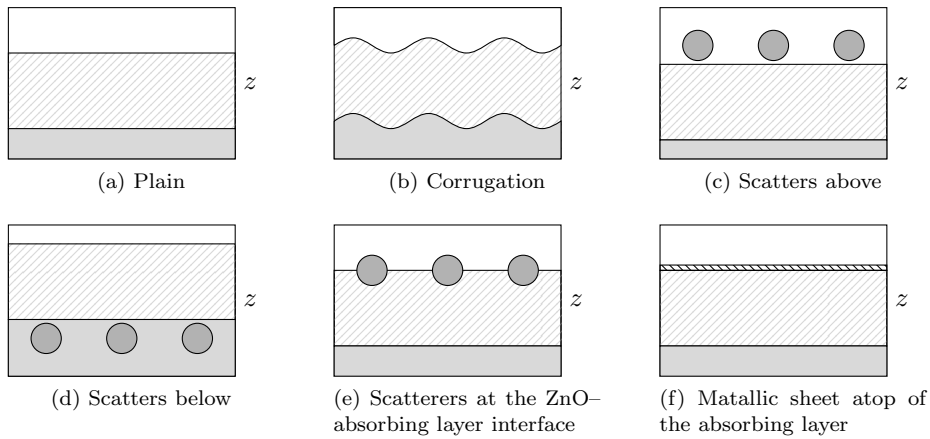 z
z
z
(a) Plain
(b) Corrugation
(c) Scatters above
z
z
z
(d) Scatters below
(e) Scatterers at the ZnO–
absorbing layer interface
(f) Matallic sheet atop of
the absorbing layer